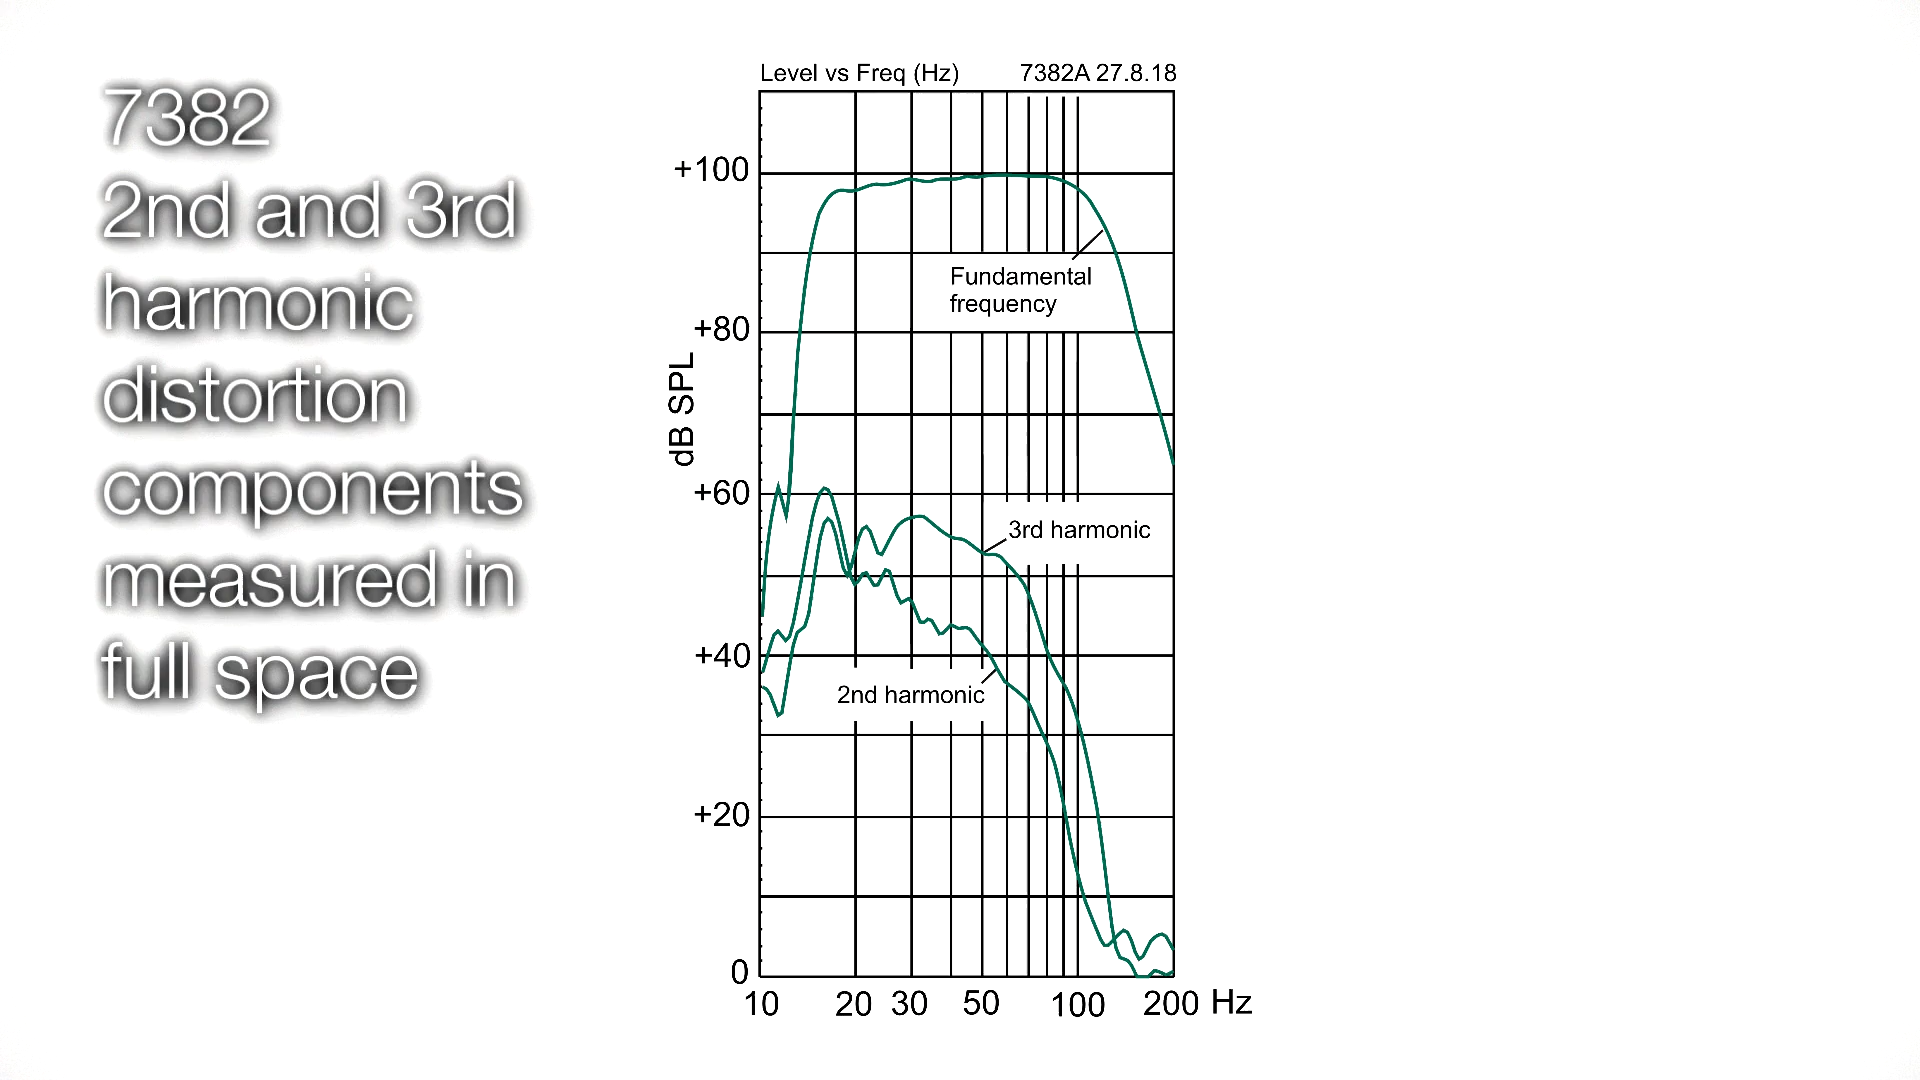 7382
2nd and 3rd
harmonic
distortion
components
measured in
full space
Level vs Freq (Hz) 7382A 27.8.18
+100
+80
+60
+40
+20
0
dB SPL
Fundamental
frequency
3rd harmonic
2nd harmonic
10 20 30 50 100 200 Hz